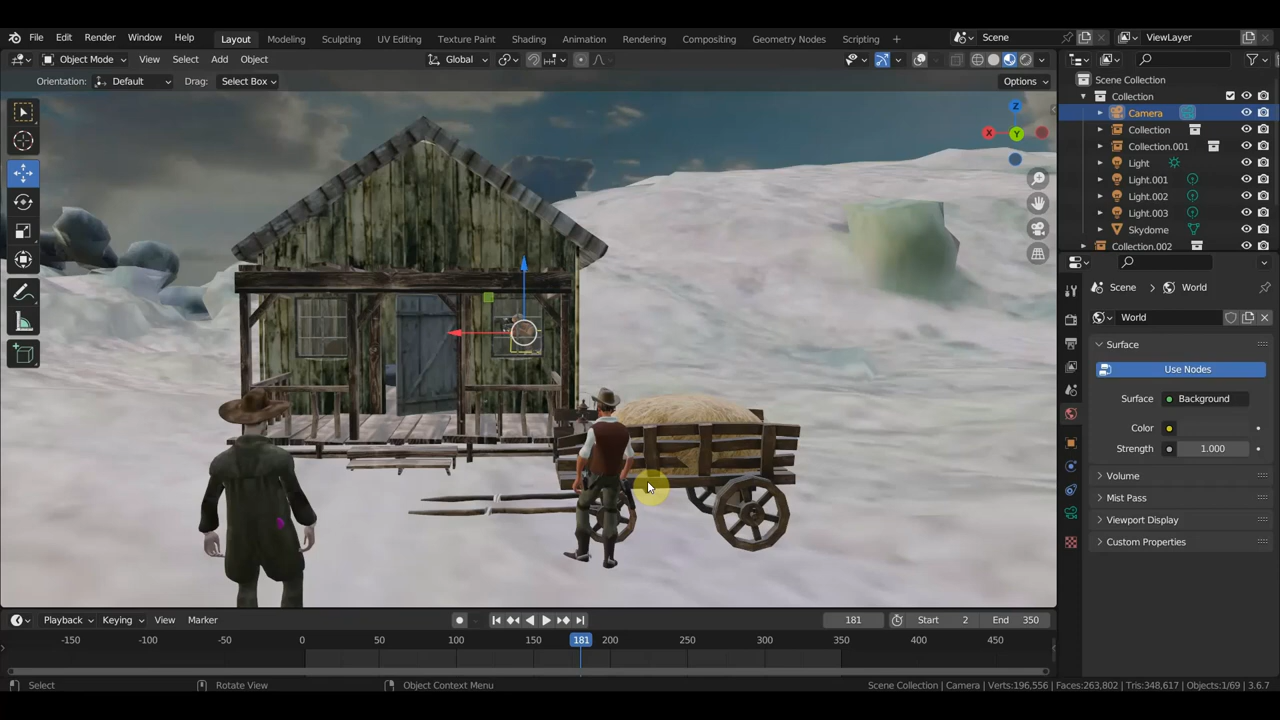 File Edit Render Window Help Layout Modeling Sculpting UV Editing Texture Paint Shading Animation Rendering Compositing Geometry Nodes Scripting + Scene ViewLayer
Object Mode View Select Add Object Global Options
Orientation: Default Drag: Select Box
Z
X
Y
Scene Collection
Collection
Camera
Collection
Collection.001
Light
Light.001
Light.002
Light.003
Skydome
Collection.002
Scene > World
World
Surface
Use Nodes
Surface Background
Color
Strength 1.000
Volume
Mist Pass
Viewport Display
Custom Properties
Playback Keying View Marker 181 Start 2 End 350
-150 -100 -50 0 50 100 150 181 200 250 300 350 400 450
Select Rotate View Object Context Menu Scene Collection | Camera | Verts:196,556 | Faces:263,802 | Tris:348,617 | Objects:1/69 | 3.6.7